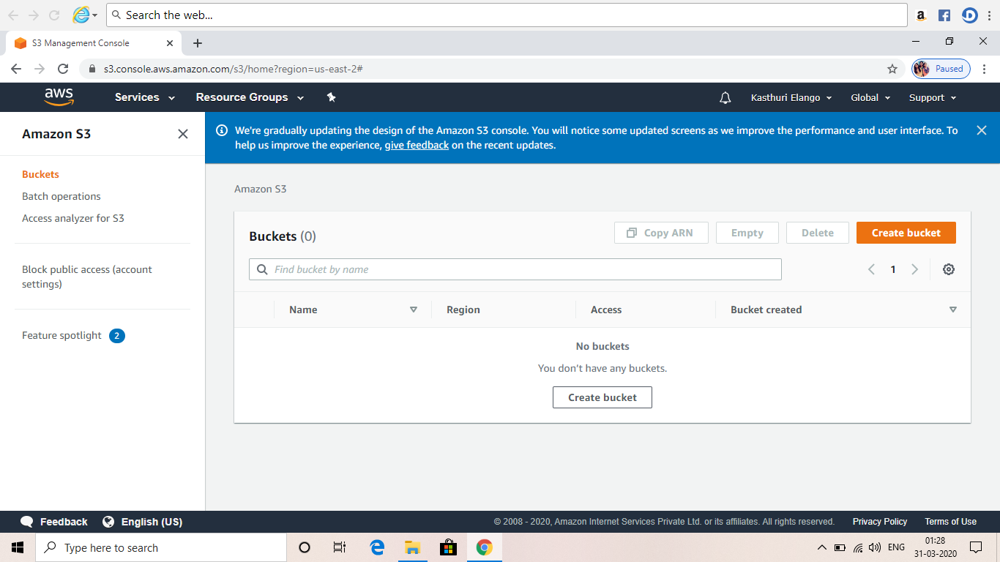 Search the web...
S3 Management Console
s3.console.aws.amazon.com/s3/home?region=us-east-2#
Paused
aws Services Resource Groups Kasthuri Elango Global Support
Amazon S3
Buckets
Batch operations
Access analyzer for S3
Block public access (account
settings)
Feature spotlight 2
We're gradually updating the design of the Amazon S3 console. You will notice some updated screens as we improve the performance and user interface. To
help us improve the experience, give feedback on the recent updates.
Amazon S3
Buckets (0) Copy ARN Empty Delete Create bucket
Find bucket by name 1
Name Region Access Bucket created
No buckets
You don't have any buckets.
Create bucket
Feedback English (US) © 2008 - 2020, Amazon Internet Services Private Ltd. or its affiliates. All rights reserved. Privacy Policy Terms of Use
Type here to search
ENG
01:28
31-03-2020